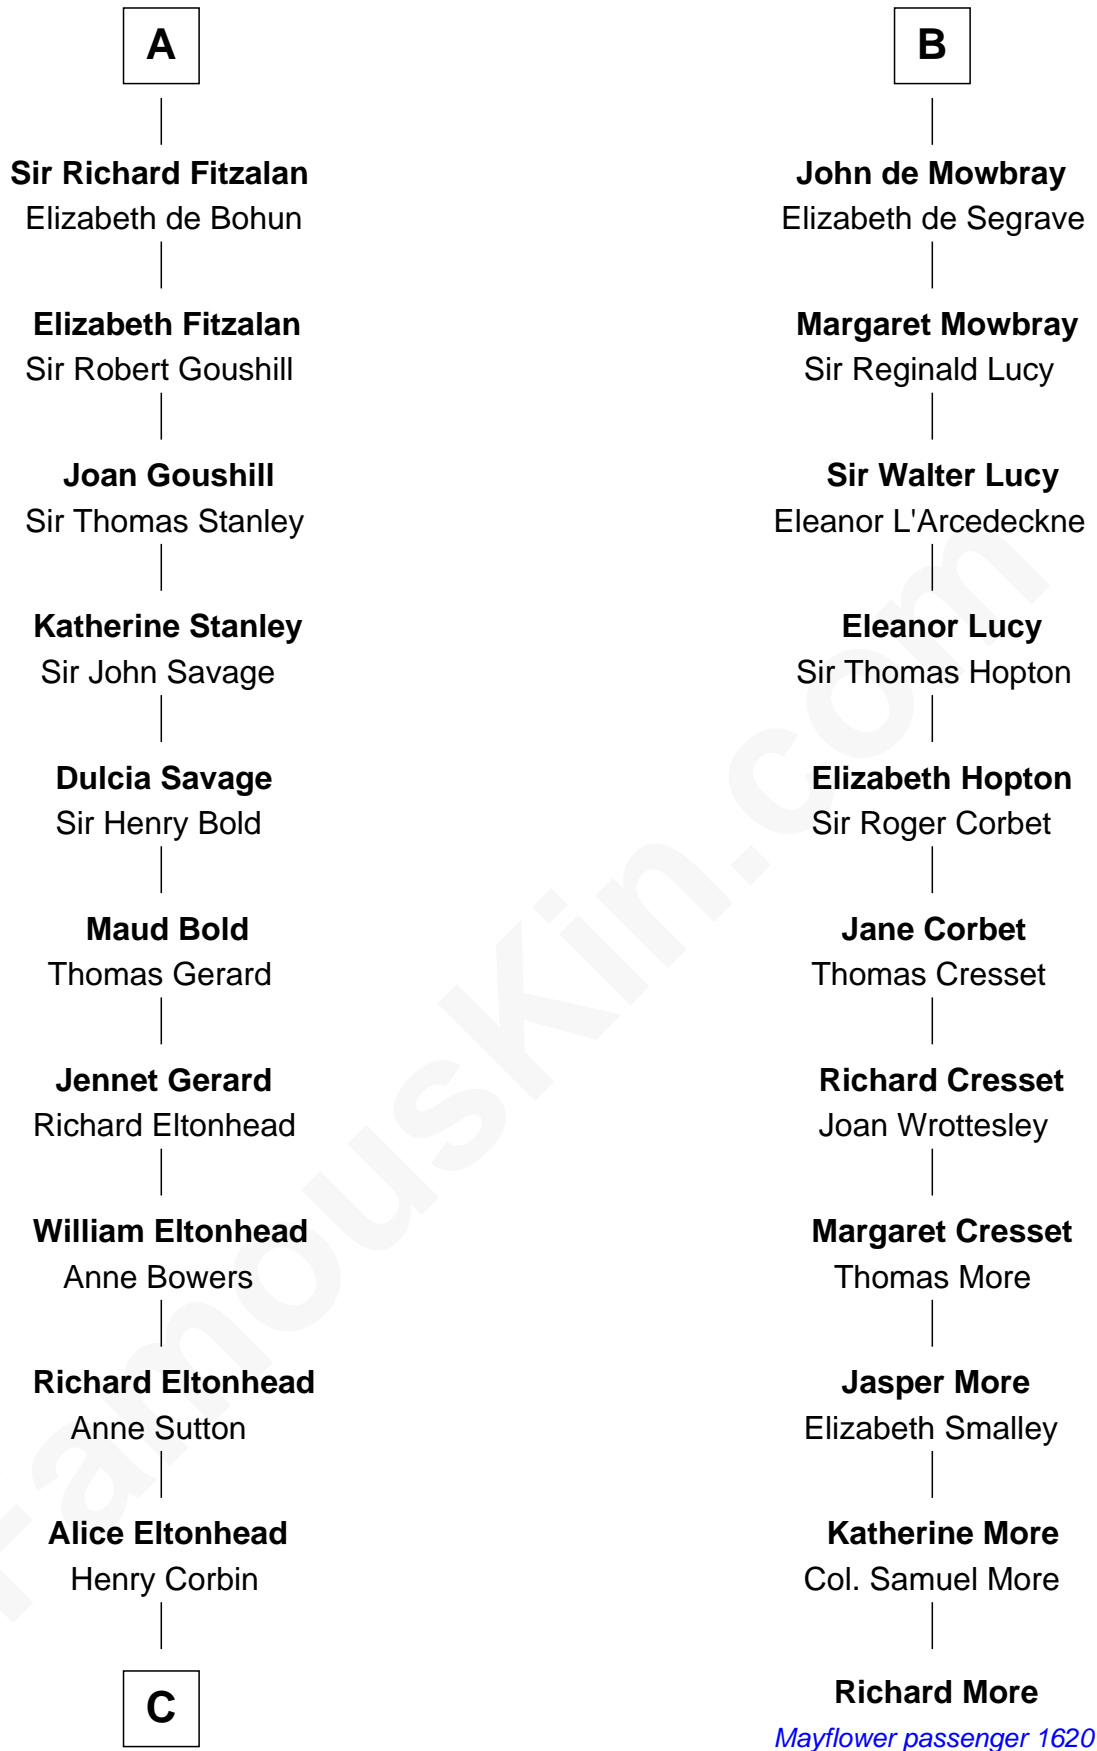 A
Sir Richard Fitzalan
Elizabeth de Bohun
Elizabeth Fitzalan
Sir Robert Goushill
Joan Goushill
Sir Thomas Stanley
Katherine Stanley
Sir John Savage
Dulcia Savage
Sir Henry Bold
Maud Bold
Thomas Gerard
Jennet Gerard
Richard Eltonhead
William Eltonhead
Anne Bowers
Richard Eltonhead
Anne Sutton
Alice Eltonhead
Henry Corbin
C
B
John de Mowbray
Elizabeth de Segrave
Margaret Mowbray
Sir Reginald Lucy
Sir Walter Lucy
Eleanor L'Arcedeckne
Eleanor Lucy
Sir Thomas Hopton
Elizabeth Hopton
Sir Roger Corbet
Jane Corbet
Thomas Cresset
Richard Cresset
Joan Wrottesley
Margaret Cresset
Thomas More
Jasper More
Elizabeth Smalley
Katherine More
Col. Samuel More
Richard More
Mayflower passenger 1620
FamousKin.com